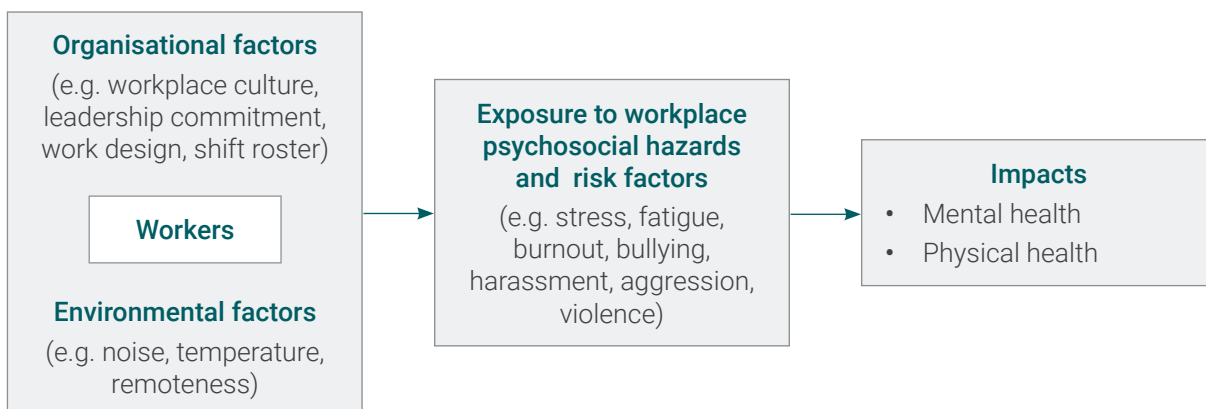 Organisational factors
(e.g. workplace culture,
leadership commitment,
work design, shift roster)
Workers
Environmental factors
(e.g. noise, temperature,
remoteness)
Exposure to workplace
psychosocial hazards
and risk factors
(e.g. stress, fatigue,
burnout, bullying,
harassment, aggression,
violence)
Impacts
• Mental health
• Physical health